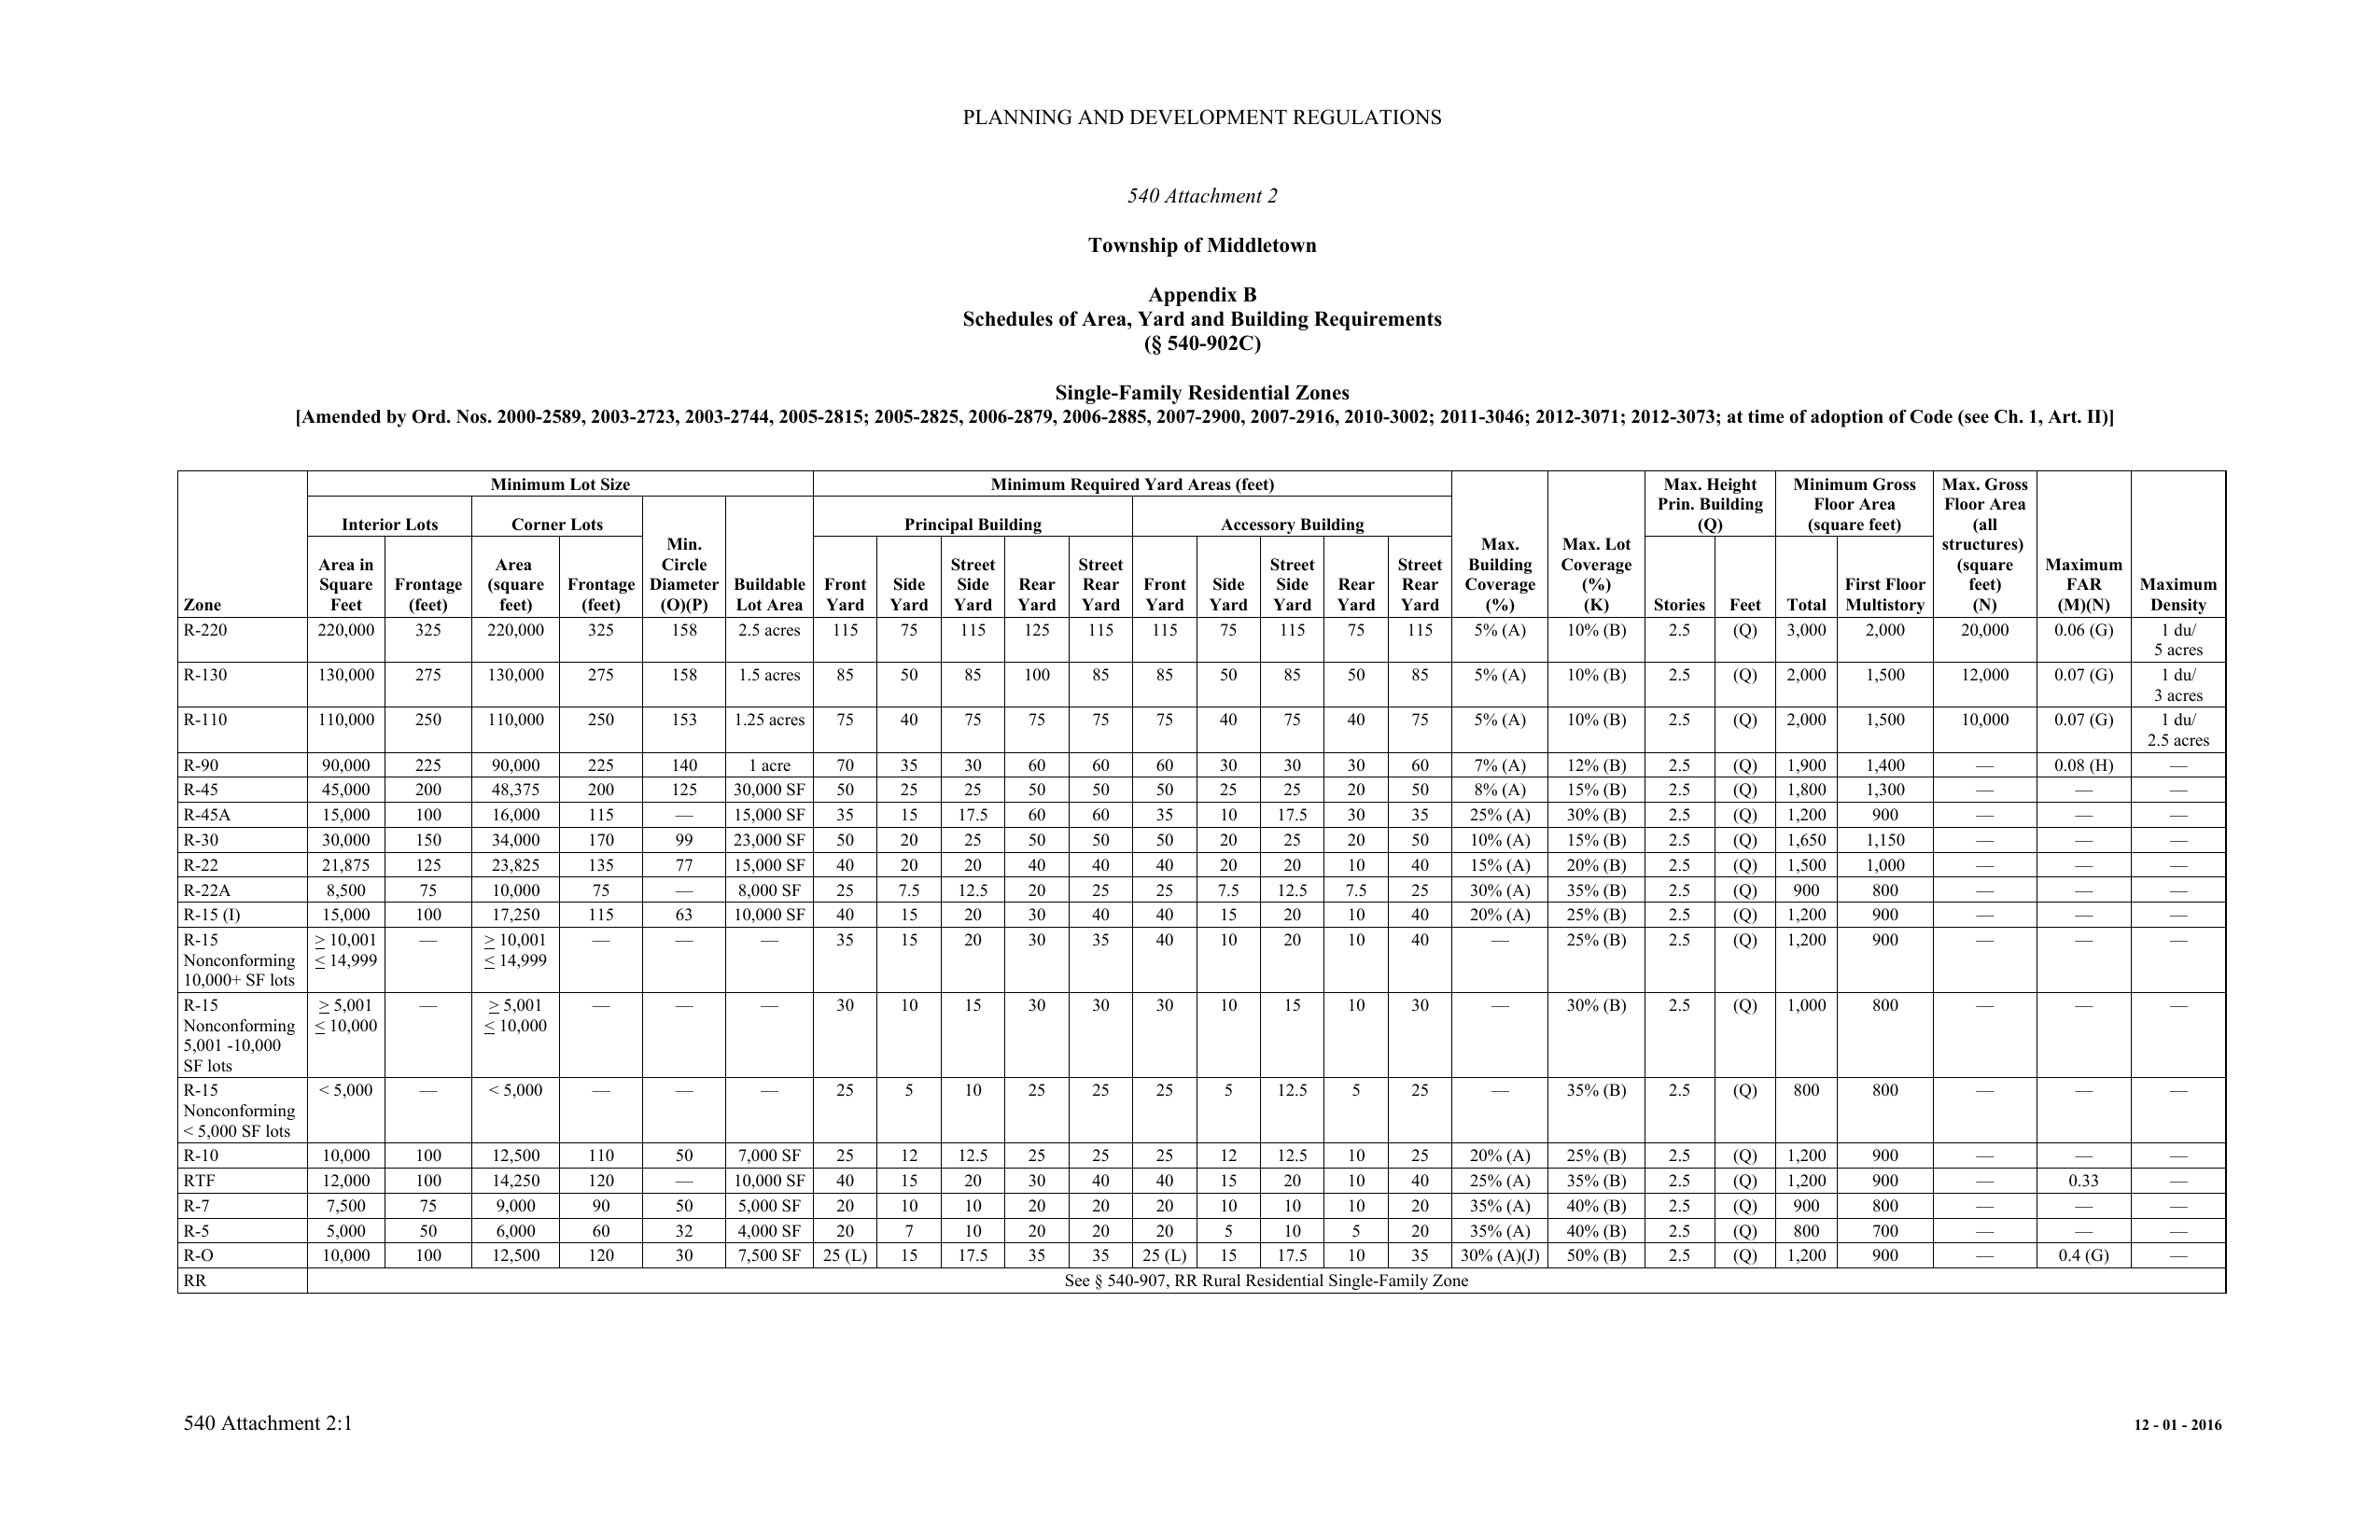 PLANNING AND DEVELOPMENT REGULATIONS
540 Attachment 2
Township of Middletown
Appendix B
Schedules of Area, Yard and Building Requirements
(§ 540-902C)
Single-Family Residential Zones
[Amended by Ord. Nos. 2000-2589, 2003-2723, 2003-2744, 2005-2815; 2005-2825, 2006-2879, 2006-2885, 2007-2900, 2007-2916, 2010-3002; 2011-3046; 2012-3071; 2012-3073; at time of adoption of Code (see Ch. 1, Art. II)]
Zone
Minimum Lot Size
Interior Lots
Area in
Square
Feet
Frontage
(feet)
Corner Lots
Area
(square
feet)
Frontage
(feet)
Min.
Circle
Diameter
(O)(P)
Buildable
Lot Area
Minimum Required Yard Areas (feet)
Principal Building
Front
Yard
Side
Yard
Street
Side
Yard
Rear
Yard
Street
Rear
Yard
Accessory Building
Front
Yard
Side
Yard
Street
Side
Yard
Rear
Yard
Street
Rear
Yard
Max.
Building
Coverage
(%)
Max. Lot
Coverage
(%)
(K)
Max. Height
Prin. Building
(Q)
Stories
Feet
Minimum Gross
Floor Area
(square feet)
Total
First Floor
Multistory
Max. Gross
Floor Area
(all
structures)
(square
feet)
(N)
Maximum
FAR
(M)(N)
Maximum
Density
R-220 220,000 325 220,000 325 158 2.5 acres 115 75 115 125 115 115 75 115 75 115 5% (A) 10% (B) 2.5 (Q) 3,000 2,000 20,000 0.06 (G) 1 du/
5 acres
R-130 130,000 275 130,000 275 158 1.5 acres 85 50 85 100 85 85 50 85 50 85 5% (A) 10% (B) 2.5 (Q) 2,000 1,500 12,000 0.07 (G) 1 du/
3 acres
R-110 110,000 250 110,000 250 153 1.25 acres 75 40 75 75 75 75 40 75 40 75 5% (A) 10% (B) 2.5 (Q) 2,000 1,500 10,000 0.07 (G) 1 du/
2.5 acres
R-90 90,000 225 90,000 225 140 1 acre 70 35 30 60 60 60 30 30 30 60 7% (A) 12% (B) 2.5 (Q) 1,900 1,400 — 0.08 (H) —
R-45 45,000 200 48,375 200 125 30,000 SF 50 25 25 50 50 50 25 25 20 50 8% (A) 15% (B) 2.5 (Q) 1,800 1,300 — — —
R-45A 15,000 100 16,000 115 — 15,000 SF 35 15 17.5 60 60 35 10 17.5 30 35 25% (A) 30% (B) 2.5 (Q) 1,200 900 — — —
R-30 30,000 150 34,000 170 99 23,000 SF 50 20 25 50 50 50 20 25 20 50 10% (A) 15% (B) 2.5 (Q) 1,650 1,150 — — —
R-22 21,875 125 23,825 135 77 15,000 SF 40 20 20 40 40 40 20 20 10 40 15% (A) 20% (B) 2.5 (Q) 1,500 1,000 — — —
R-22A 8,500 75 10,000 75 — 8,000 SF 25 7.5 12.5 20 25 25 7.5 12.5 7.5 25 30% (A) 35% (B) 2.5 (Q) 900 800 — — —
R-15 (I) 15,000 100 17,250 115 63 10,000 SF 40 15 20 30 40 40 15 20 10 40 20% (A) 25% (B) 2.5 (Q) 1,200 900 — — —
R-15 ≥ 10,001 — ≥ 10,001 — — — 35 15 20 30 35 40 10 20 10 40 — 25% (B) 2.5 (Q) 1,200 900 — — —
Nonconforming ≤ 14,999 ≤ 14,999
10,000+ SF lots
R-15 ≥ 5,001 — ≥ 5,001 — — — 30 10 15 30 30 30 10 15 10 30 — 30% (B) 2.5 (Q) 1,000 800 — — —
Nonconforming ≤ 10,000 ≤ 10,000
5,001 -10,000
SF lots
R-15 < 5,000 — < 5,000 — — — 25 5 10 25 25 25 5 12.5 5 25 — 35% (B) 2.5 (Q) 800 800 — — —
Nonconforming
< 5,000 SF lots
R-10 10,000 100 12,500 110 50 7,000 SF 25 12 12.5 25 25 25 12 12.5 10 25 20% (A) 25% (B) 2.5 (Q) 1,200 900 — — —
RTF 12,000 100 14,250 120 — 10,000 SF 40 15 20 30 40 40 15 20 10 40 25% (A) 35% (B) 2.5 (Q) 1,200 900 — 0.33 —
R-7 7,500 75 9,000 90 50 5,000 SF 20 10 10 20 20 20 10 10 10 20 35% (A) 40% (B) 2.5 (Q) 900 800 — — —
R-5 5,000 50 6,000 60 32 4,000 SF 20 7 10 20 20 20 5 10 5 20 35% (A) 40% (B) 2.5 (Q) 800 700 — — —
R-O 10,000 100 12,500 120 30 7,500 SF 25 (L) 15 17.5 35 35 25 (L) 15 17.5 10 35 30% (A)(J) 50% (B) 2.5 (Q) 1,200 900 — 0.4 (G) —
RR See § 540-907, RR Rural Residential Single-Family Zone
540 Attachment 2:1
12 - 01 - 2016